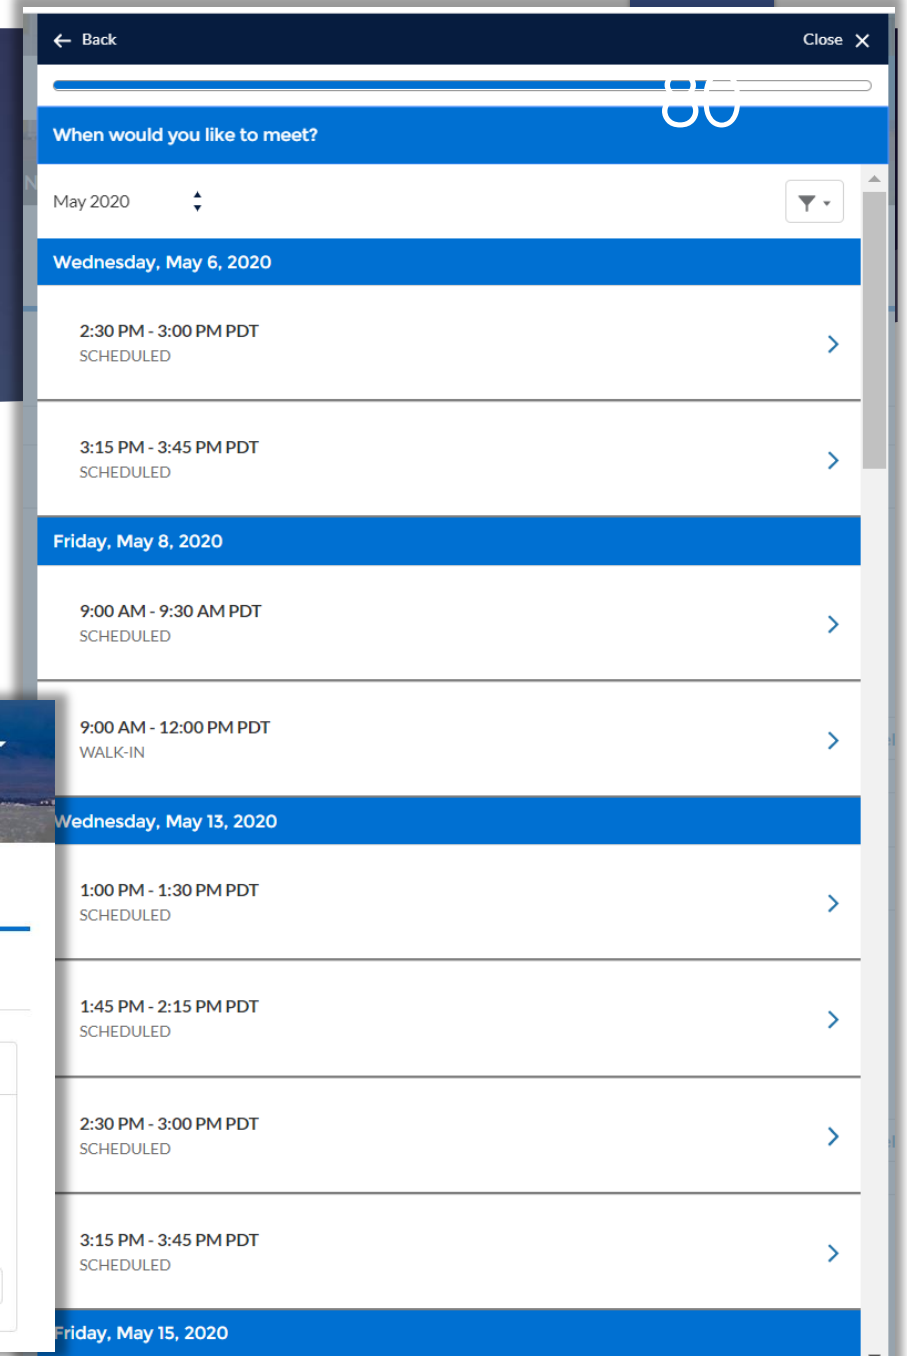 Back
Close
80
When would you like to meet?
May 2020
Wednesday, May 6, 2020
2:30 PM - 3:00 PM PDT
SCHEDULED
3:15 PM - 3:45 PM PDT
SCHEDULED
Friday, May 8, 2020
9:00 AM - 9:30 AM PDT
SCHEDULED
9:00 AM - 12:00 PM PDT
WALK-IN
Wednesday, May 13, 2020
1:00 PM - 1:30 PM PDT
SCHEDULED
1:45 PM - 2:15 PM PDT
SCHEDULED
2:30 PM - 3:00 PM PDT
SCHEDULED
3:15 PM - 3:45 PM PDT
SCHEDULED
Friday, May 15, 2020